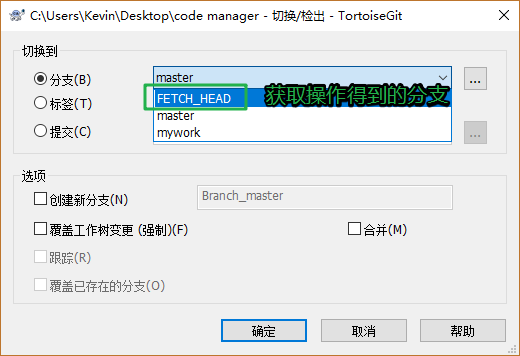 C:\Users\Kevin\Desktop\code manager - 切换/检出 - TortoiseGit
切换到
分支(B)
master
...
FETCH_HEAD
获取操作得到的分支
标签(T)
master
提交(C)
mywork
...
选项
创建新分支(N)
Branch_master
覆盖工作树变更 (强制)(F)
合并(M)
跟踪(R)
覆盖已存在的分支(O)
确定
取消
帮助